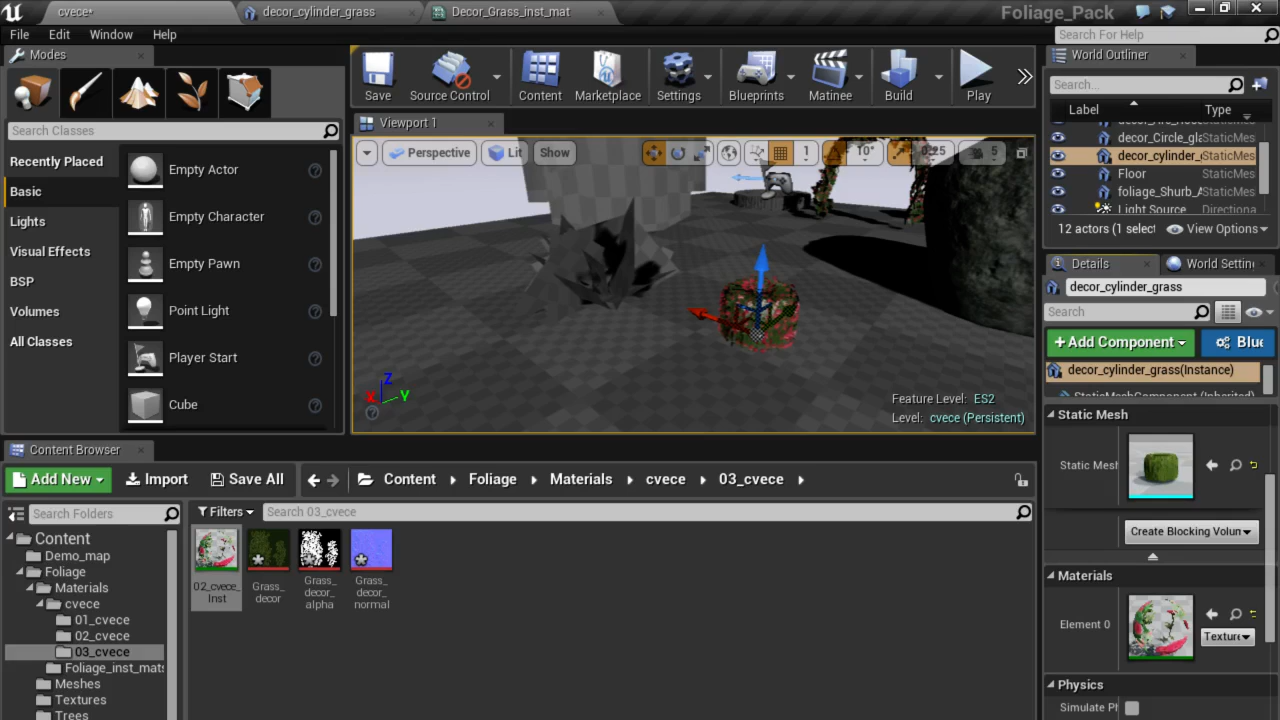 cvece*
decor_cylinder_grass
Decor_Grass_inst_mat
Foliage_Pack
File Edit Window Help
Search For Help
Modes
Search Classes
Recently Placed
Basic
Lights
Visual Effects
BSP
Volumes
All Classes
Empty Actor
Empty Character
Empty Pawn
Point Light
Player Start
Cube
Save
Source Control
Content
Marketplace
Settings
Blueprints
Matinee
Build
Play
Viewport 1
Perspective
Lit
Show
1
10°
0.25
5
Z
X
Y
Feature Level: ES2
Level: cvece (Persistent)
World Outliner
Search...
Label Type
decor_Circle_gla StaticMes
decor_cylinder_ StaticMes
Floor StaticMes
foliage_Shurb_A StaticMes
Light Source Directiona
12 actors (1 select
View Options
Details
World Settin
decor_cylinder_grass
Search
+Add Component
Blue
decor_cylinder_grass(Instance)
StaticMeshComponent (Inherited)
Static Mesh
Static Mesh
Create Blocking Volum
Materials
Element 0
Texture
Physics
Simulate Ph
Content Browser
Add New
Import
Save All
Content
Foliage
Materials
cvece
03_cvece
Search Folders
Filters
Search 03_cvece
Content
Demo_map
Foliage
Materials
cvece
01_cvece
02_cvece
03_cvece
Foliage_inst_mats
Meshes
Textures
Trees
02_cvece_
Inst
Grass_
decor
Grass_
decor_
alpha
Grass_
decor_
normal